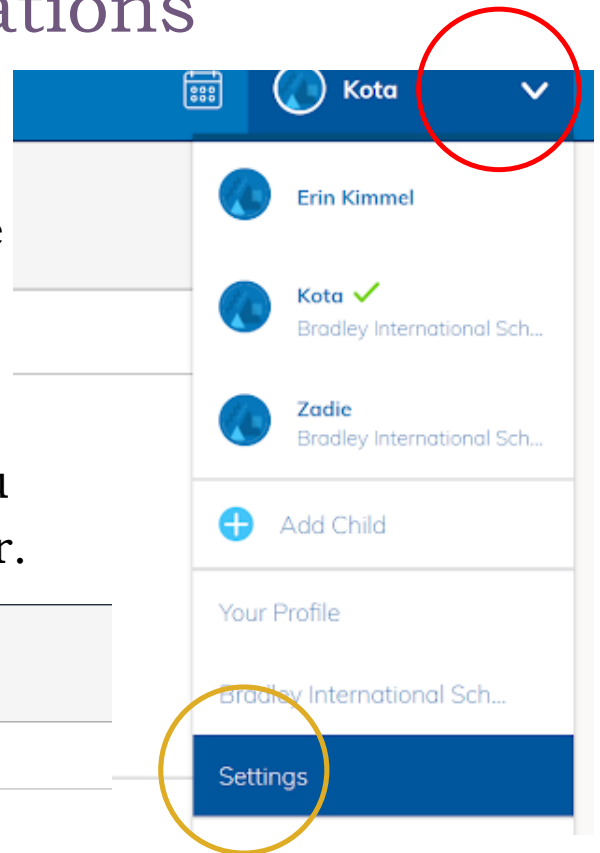 ations
Kota
Erin Kimmel
Kota
Bradley International Sch...
Zadie
Bradley International Sch...
r.
Add Child
Your Profile
Bradley International Sch...
Settings